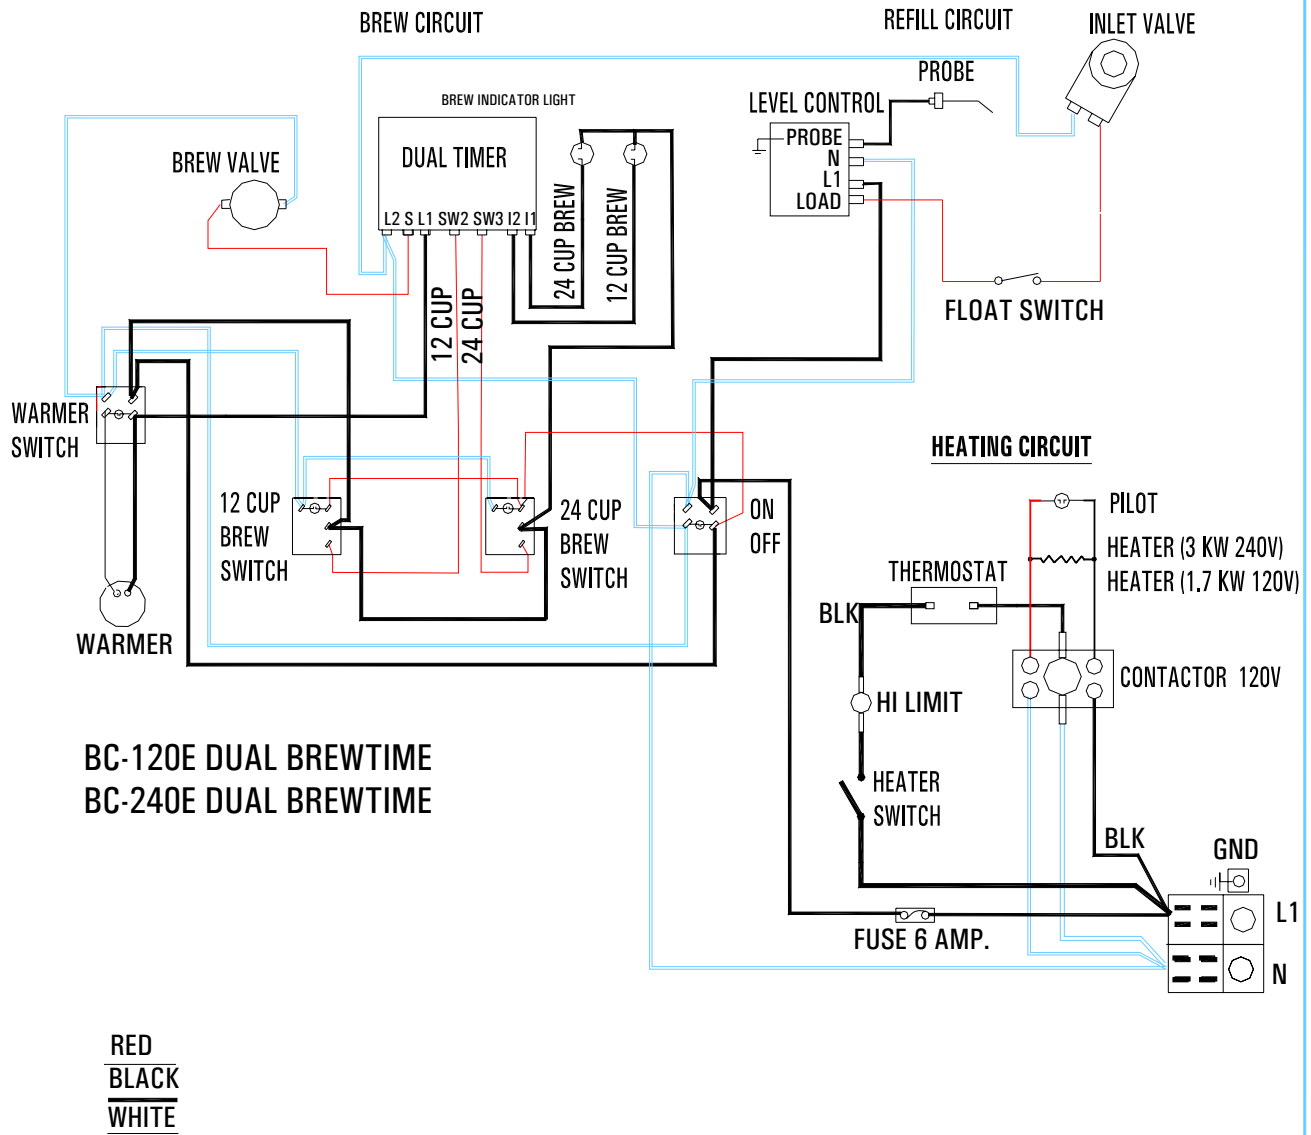 BREW CIRCUIT
REFILL CIRCUIT
INLET VALVE
PROBE
BREW INDICATOR LIGHT
LEVEL CONTROL
DUAL TIMER
PROBE
N
L1
LOAD
BREW VALVE
L2 S L1 SW2 SW3 I2 I1
24 CUP BREW
12 CUP BREW
12 CUP
24 CUP
FLOAT SWITCH
WARMER
SWITCH
HEATING CIRCUIT
12 CUP
BREW
SWITCH
24 CUP
BREW
SWITCH
ON
OFF
PILOT
HEATER (3 KW 240V)
HEATER (1.7 KW 120V)
THERMOSTAT
BLK
WARMER
CONTACTOR 120V
HI LIMIT
BC-120E DUAL BREWTIME
BC-240E DUAL BREWTIME
HEATER
SWITCH
BLK
GND
L1
FUSE 6 AMP.
N
RED
BLACK
WHITE